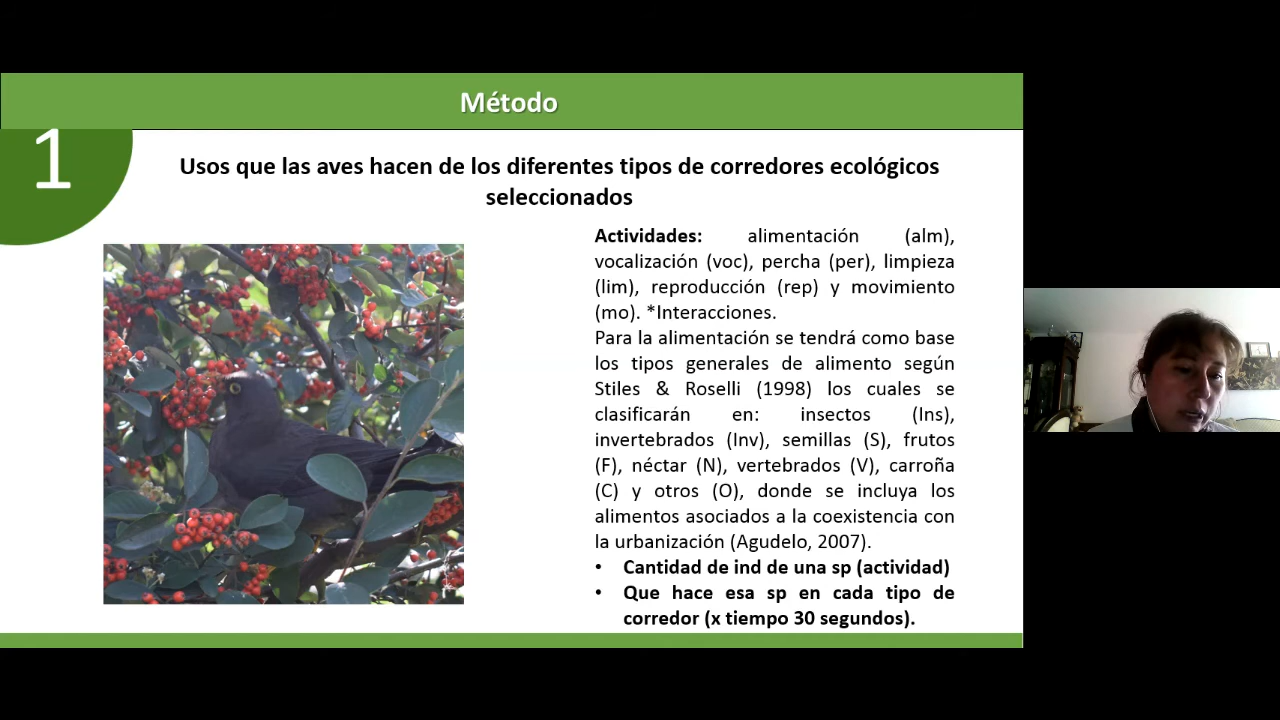 Método
1
Usos que las aves hacen de los diferentes tipos de corredores ecológicos
seleccionados
Actividades: alimentación (alm),
vocalización (voc), percha (per), limpieza
(lim), reproducción (rep) y movimiento
(mo). *Interacciones.
Para la alimentación se tendrá como base
los tipos generales de alimento según
Stiles & Roselli (1998) los cuales se
clasificarán en: insectos (Ins),
invertebrados (Inv), semillas (S), frutos
(F), néctar (N), vertebrados (V), carroña
(C) y otros (O), donde se incluya los
alimentos asociados a la coexistencia con
la urbanización (Agudelo, 2007).
• Cantidad de ind de una sp (actividad)
• Que hace esa sp en cada tipo de
corredor (x tiempo 30 segundos).